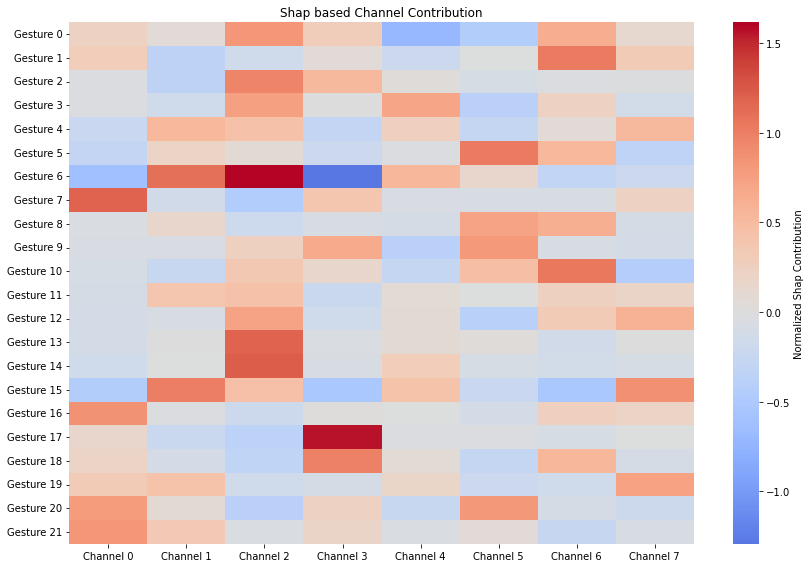 Shap based Channel Contribution
Gesture 0
Gesture 1
Gesture 2
Gesture 3
Gesture 4
Gesture 5
Gesture 6
Gesture 7
Gesture 8
Gesture 9
Gesture 10
Gesture 11
Gesture 12
Gesture 13
Gesture 14
Gesture 15
Gesture 16
Gesture 17
Gesture 18
Gesture 19
Gesture 20
Gesture 21
Channel 0 Channel 1 Channel 2 Channel 3 Channel 4 Channel 5 Channel 6 Channel 7
1.5
1.0
0.5
0.0
−0.5
−1.0
Normalized Shap Contribution